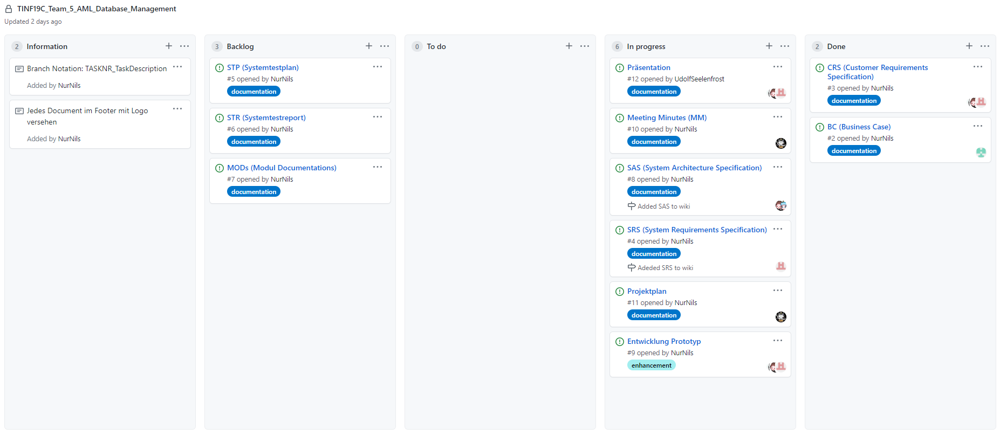 TINF19C_Team_5_AML_Database_Management
Updated 2 days ago
2 Information
Branch Notation: TASKNR_TaskDescription
Added by NurNils
Jedes Document im Footer mit Logo
versehen
Added by NurNils
3 Backlog
STP (Systemtestplan)
#5 opened by NurNils
documentation
STR (Systemtestreport)
#6 opened by NurNils
documentation
MODs (Modul Documentations)
#7 opened by NurNils
documentation
0 To do
6 In progress
Präsentation
#12 opened by UdolfSeelenfrost
documentation
Meeting Minutes (MM)
#10 opened by NurNils
documentation
SAS (System Architecture Specification)
#8 opened by NurNils
documentation
Added SAS to wiki
SRS (System Requirements Specification)
#4 opened by NurNils
documentation
Adeded SRS to wiki
Projektplan
#11 opened by NurNils
documentation
Entwicklung Prototyp
#9 opened by NurNils
enhancement
2 Done
CRS (Customer Requirements
Specification)
#3 opened by NurNils
documentation
BC (Business Case)
#2 opened by NurNils
documentation